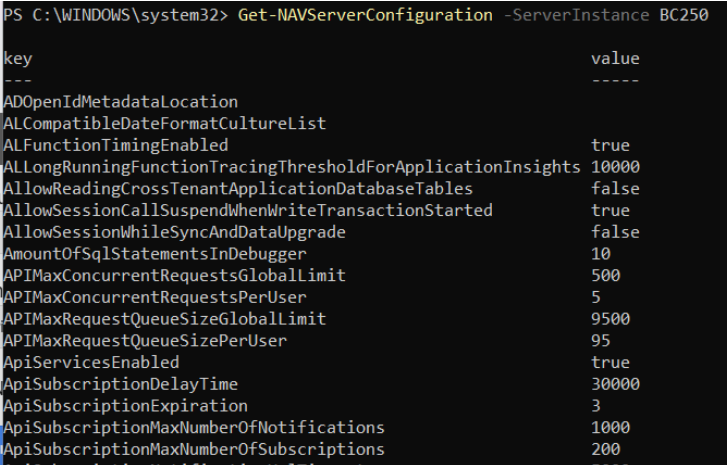 PS C:\WINDOWS\system32> Get-NAVServerConfiguration -ServerInstance BC250
key value
--- -----
ADOpenIdMetadataLocation
ALCompatibleDateFormatCultureList
ALFunctionTimingEnabled true
ALLongRunningFunctionTracingThresholdForApplicationInsights 10000
AllowReadingCrossTenantApplicationDatabaseTables false
AllowSessionCallSuspendWhenWriteTransactionStarted true
AllowSessionWhileSyncAndDataUpgrade false
AmountOfSqlStatementsInDebugger 10
APIMaxConcurrentRequestsGlobalLimit 500
APIMaxConcurrentRequestsPerUser 5
APIMaxRequestQueueSizeGlobalLimit 9500
APIMaxRequestQueueSizePerUser 95
ApiServicesEnabled true
ApiSubscriptionDelayTime 30000
ApiSubscriptionExpiration 3
ApiSubscriptionMaxNumberOfNotifications 1000
ApiSubscriptionMaxNumberOfSubscriptions 200